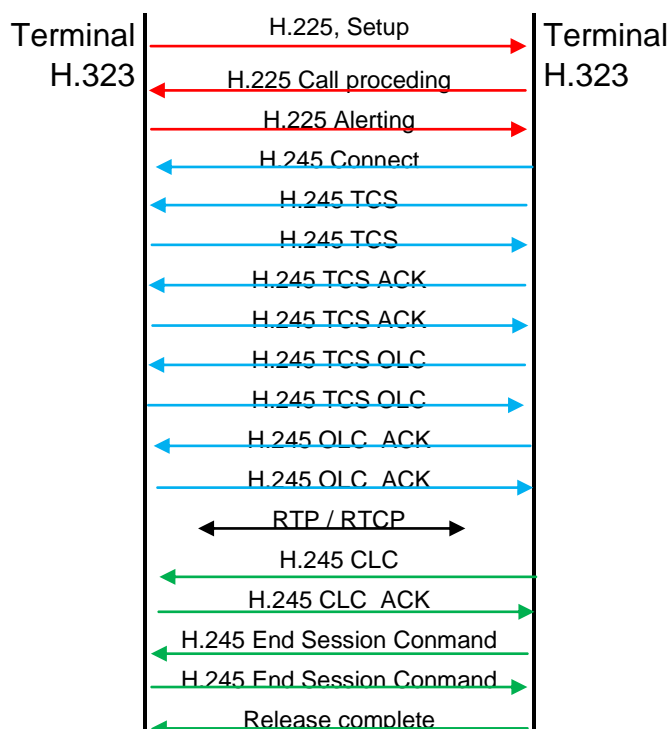 Terminal
H.323
Terminal
H.323
H.225, Setup
H.225 Call proceding
H.225 Alerting
H.245 Connect
H.245 TCS
H.245 TCS
H.245 TCS ACK
H.245 TCS ACK
H.245 TCS OLC
H.245 TCS OLC
H.245 OLC ACK
H.245 OLC ACK
RTP / RTCP
H.245 CLC
H.245 CLC ACK
H.245 End Session Conmand
H.245 End Session Conmand
Release complete